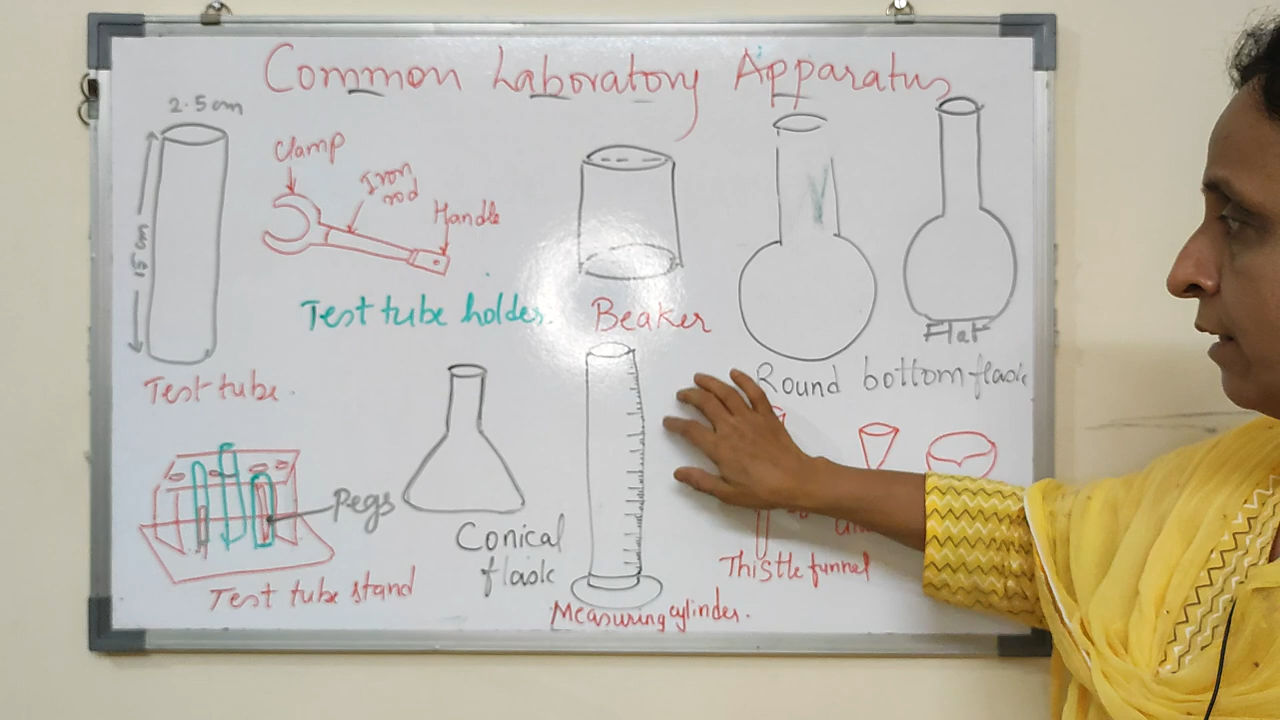 Common Laboratory Apparatus
2.5cm
15cm
Test tube.
Clamp
Iron
rod
Handle
Test tube holder.
Beaker
Flat
Round bottom flask
Pegs
Test tube stand
Conical
flask
Measuring cylinder.
Thistle funnel